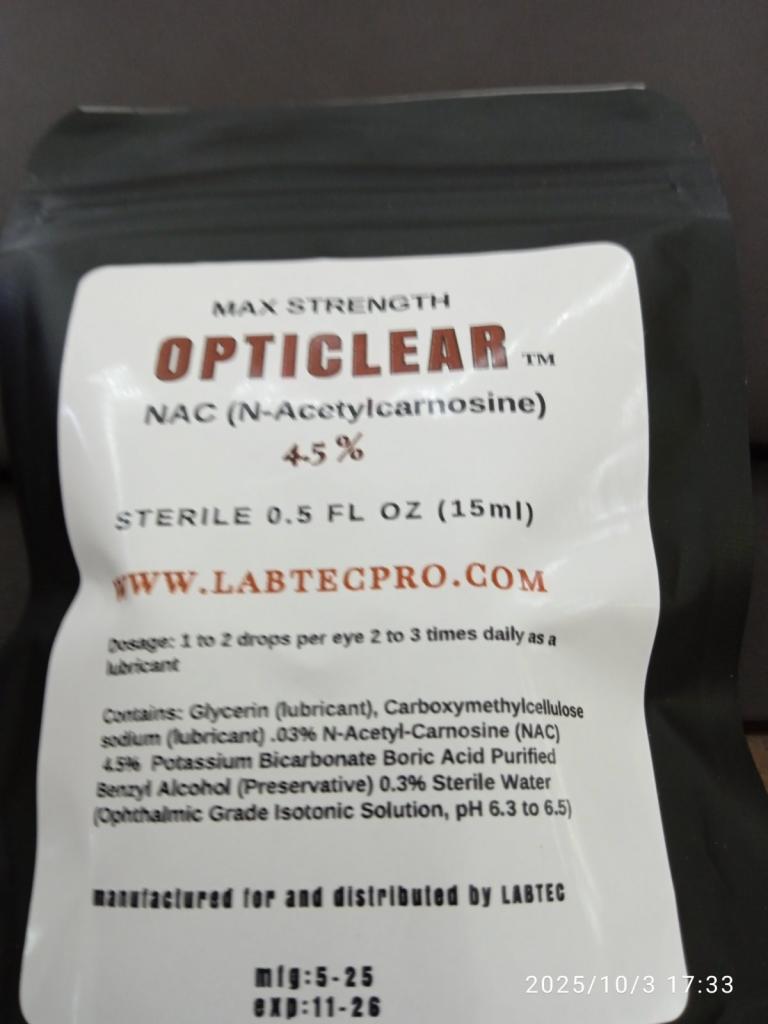 MAX STRENGTH
OPTICLEAR ™
NAC (N-Acetylcarnosine)
4.5 %
STERILE 0.5 FL OZ (15ml)
WWW.LABTECPRO.COM
Dosage: 1 to 2 drops per eye 2 to 3 times daily as a
lubricant
Contains: Glycerin (lubricant), Carboxymethylcellulose
sodium (lubricant) .03% N-Acetyl-Carnosine (NAC)
4.5% Potassium Bicarbonate Boric Acid Purified
Benzyl Alcohol (Preservative) 0.3% Sterile Water
(Ophthalmic Grade Isotonic Solution, pH 6.3 to 6.5)
manufactured for and distributed by LABTEC
mfg:5-25
exp:11-26
2025/10/3 17:33